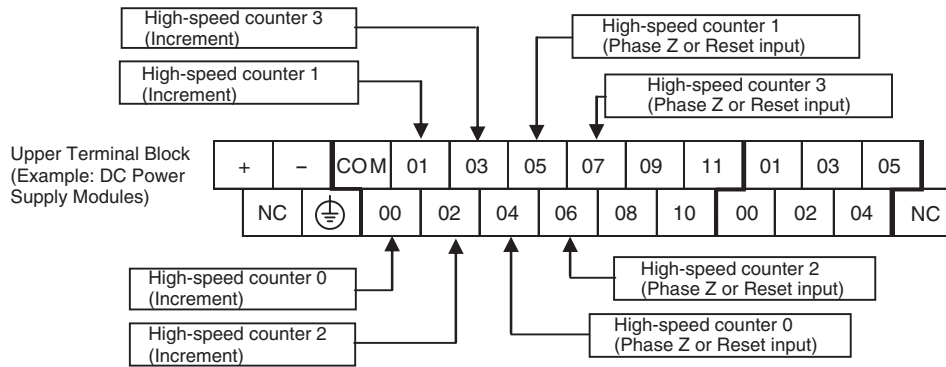 High-speed counter 3
(Increment)
High-speed counter 1
(Phase Z or Reset input)
High-speed counter 1
(Increment)
High-speed counter 3
(Phase Z or Reset input)
Upper Terminal Block
(Example: DC Power
Supply Modules)
+ − COM 01 03 05 07 09 11 01 03 05
NC 00 02 04 06 08 10 00 02 04 NC
High-speed counter 0
(Increment)
High-speed counter 2
(Phase Z or Reset input)
High-speed counter 2
(Increment)
High-speed counter 0
(Phase Z or Reset input)